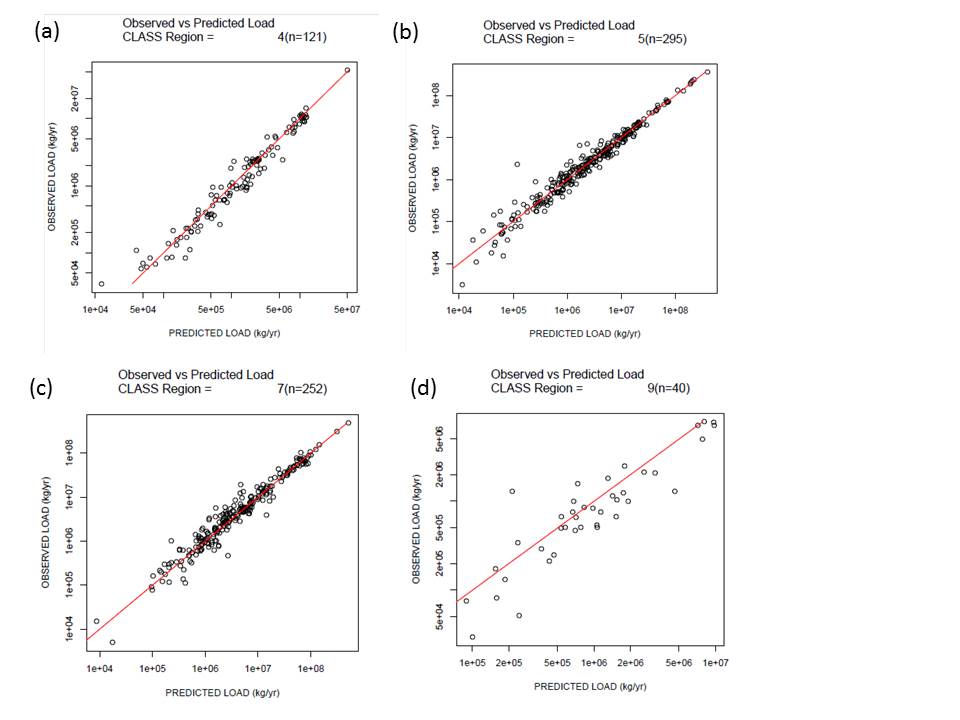 (a)
Observed vs Predicted Load
CLASS Region = 4(n=121)
OBSERVED LOAD (kg/yr)
2e+07
5e+06
1e+06
2e+05
5e+04
1e+04 5e+04 5e+05 5e+06 5e+07
PREDICTED LOAD (kg/yr)
(b)
Observed vs Predicted Load
CLASS Region = 5(n=295)
OBSERVED LOAD (kg/yr)
1e+08
1e+07
1e+06
1e+05
1e+04
1e+04 1e+05 1e+06 1e+07 1e+08
PREDICTED LOAD (kg/yr)
(c)
Observed vs Predicted Load
CLASS Region = 7(n=252)
OBSERVED LOAD (kg/yr)
1e+08
1e+07
1e+06
1e+05
1e+04
1e+04 1e+05 1e+06 1e+07 1e+08
PREDICTED LOAD (kg/yr)
(d)
Observed vs Predicted Load
CLASS Region = 9(n=40)
OBSERVED LOAD (kg/yr)
5e+06
2e+06
5e+05
2e+05
5e+04
1e+05 2e+05 5e+05 1e+06 2e+06 5e+06 1e+07
PREDICTED LOAD (kg/yr)